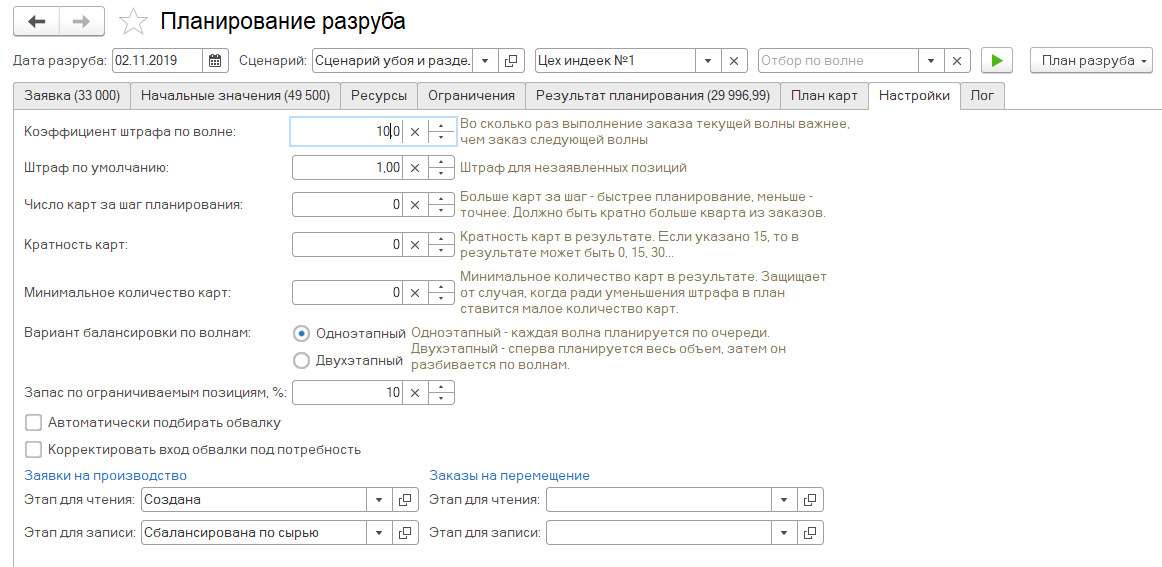 Планирование разруба
Дата разруба: 02.11.2019 Сценарий: Сценарий убоя и разде. Цех индеек №1 Отбор по волне План разруба
Заявка (33 000) Начальные значения (49 500) Ресурсы Ограничения Результат планирования (29 996,99) План карт Настройки Лог
Коэффициент штрафа по волне: 10,0 Во сколько раз выполнение заказа текущей волны важнее,
чем заказ следующей волны
Штраф по умолчанию: 1,00 Штраф для незаявленных позиций
Число карт за шаг планирования: 0 Больше карт за шаг - быстрее планирование, меньше -
точнее. Должно быть кратно больше кварта из заказов.
Кратность карт: 0 Кратность карт в результате. Если указано 15, то в
результате может быть 0, 15, 30...
Минимальное количество карт: 0 Минимальное количество карт в результате. Защищает
от случая, когда ради уменьшения штрафа в план
ставится малое количество карт.
Вариант балансировки по волнам: Одноэтапный Одноэтапный - каждая волна планируется по очереди.
Двухэтапный Двухэтапный - сперва планируется весь объем, затем он
разбивается по волнам.
Запас по ограничиваемым позициям, %: 10
Автоматически подбирать обвалку
Корректировать вход обвалки под потребность
Заявки на производство Заказы на перемещение
Этап для чтения: Создана Этап для чтения:
Этап для записи: Сбалансирована по сырью Этап для записи: